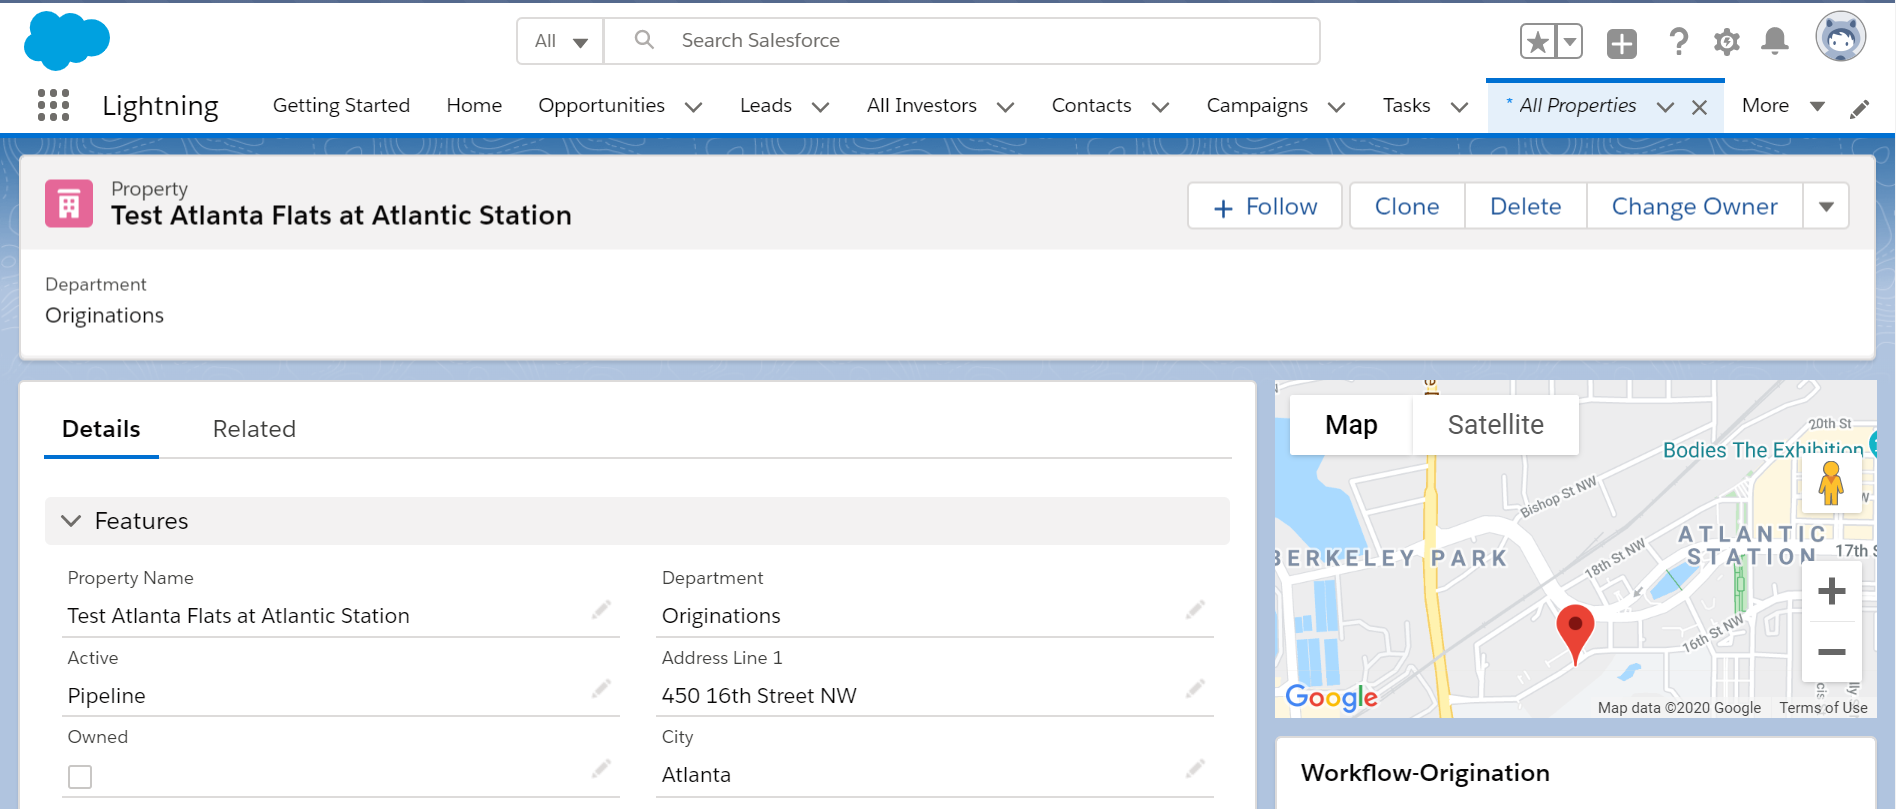 All
Search Salesforce
Lightning
Getting Started
Home
Opportunities
Leads
All Investors
Contacts
Campaigns
Tasks
* All Properties
More
Property
Test Atlanta Flats at Atlantic Station
+ Follow
Clone
Delete
Change Owner
Department
Originations
Details
Related
Features
Property Name
Test Atlanta Flats at Atlantic Station
Department
Originations
Active
Pipeline
Address Line 1
450 16th Street NW
Owned
City
Atlanta
Map
Satellite
20th St
Bodies The Exhibition
Bishop St NW
ATLANTIC
STATION
17th S
BERKELEY PARK
18th St NW
16th St NW
Google
Map data ©2020 Google
Terms of Use
Workflow-Origination